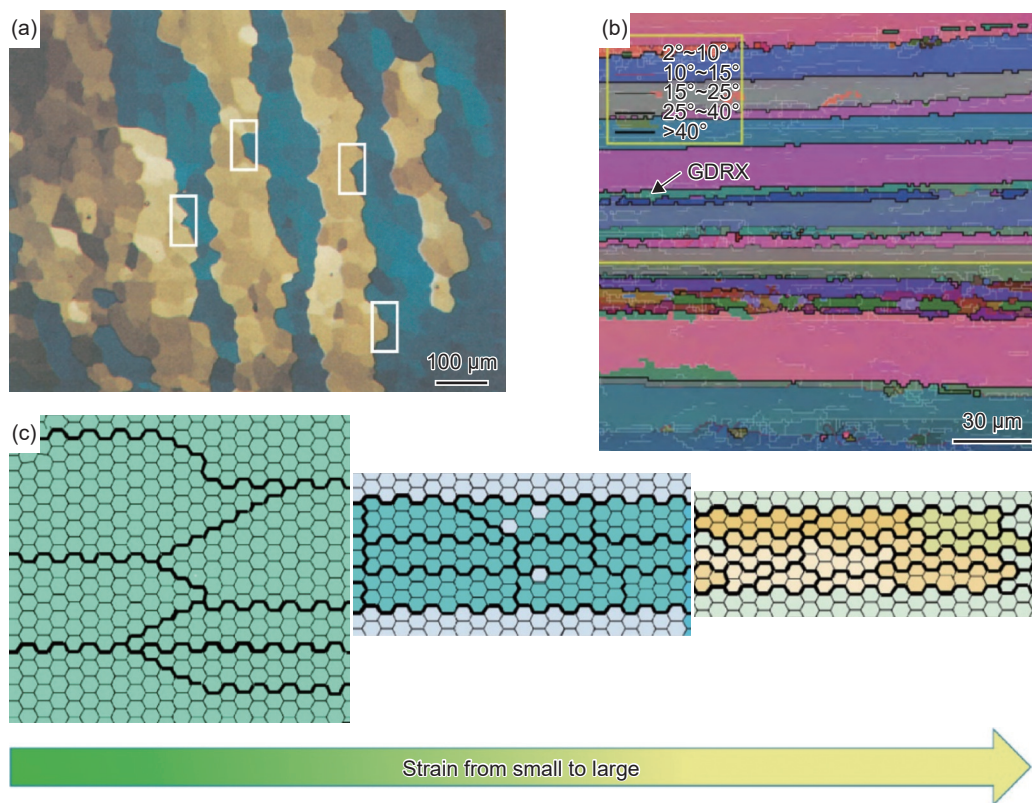 (a)
100 μm
(b)
2°~10°
10°~15°
15°~25°
25°~40°
>40°
GDRX
30 μm
(c)
Strain from small to large